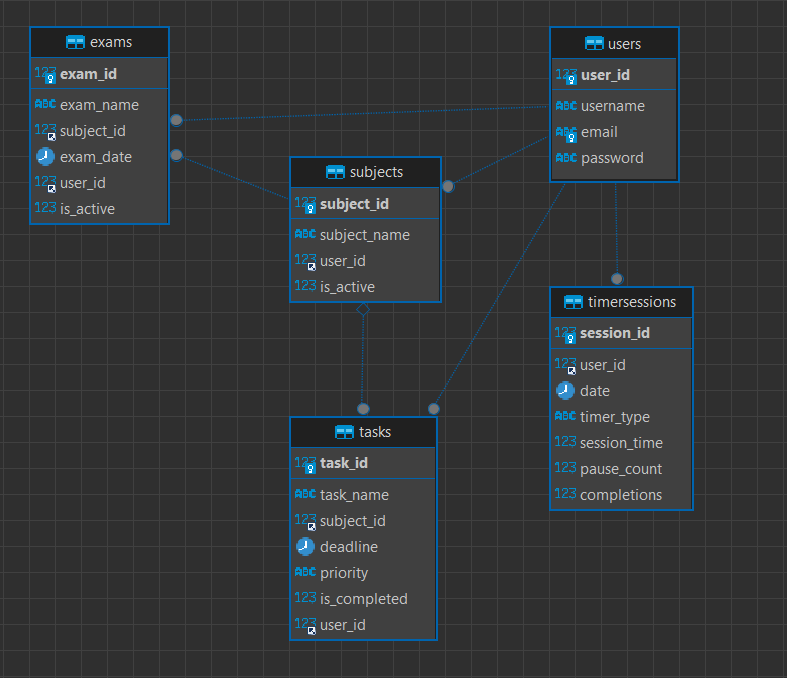 exams
123 exam_id
ABC exam_name
123 subject_id
exam_date
123 user_id
123 is_active
users
123 user_id
ABC username
ABC email
ABC password
subjects
123 subject_id
ABC subject_name
123 user_id
123 is_active
timersessions
123 session_id
123 user_id
date
ABC timer_type
123 session_time
123 pause_count
123 completions
tasks
123 task_id
ABC task_name
123 subject_id
deadline
ABC priority
123 is_completed
123 user_id